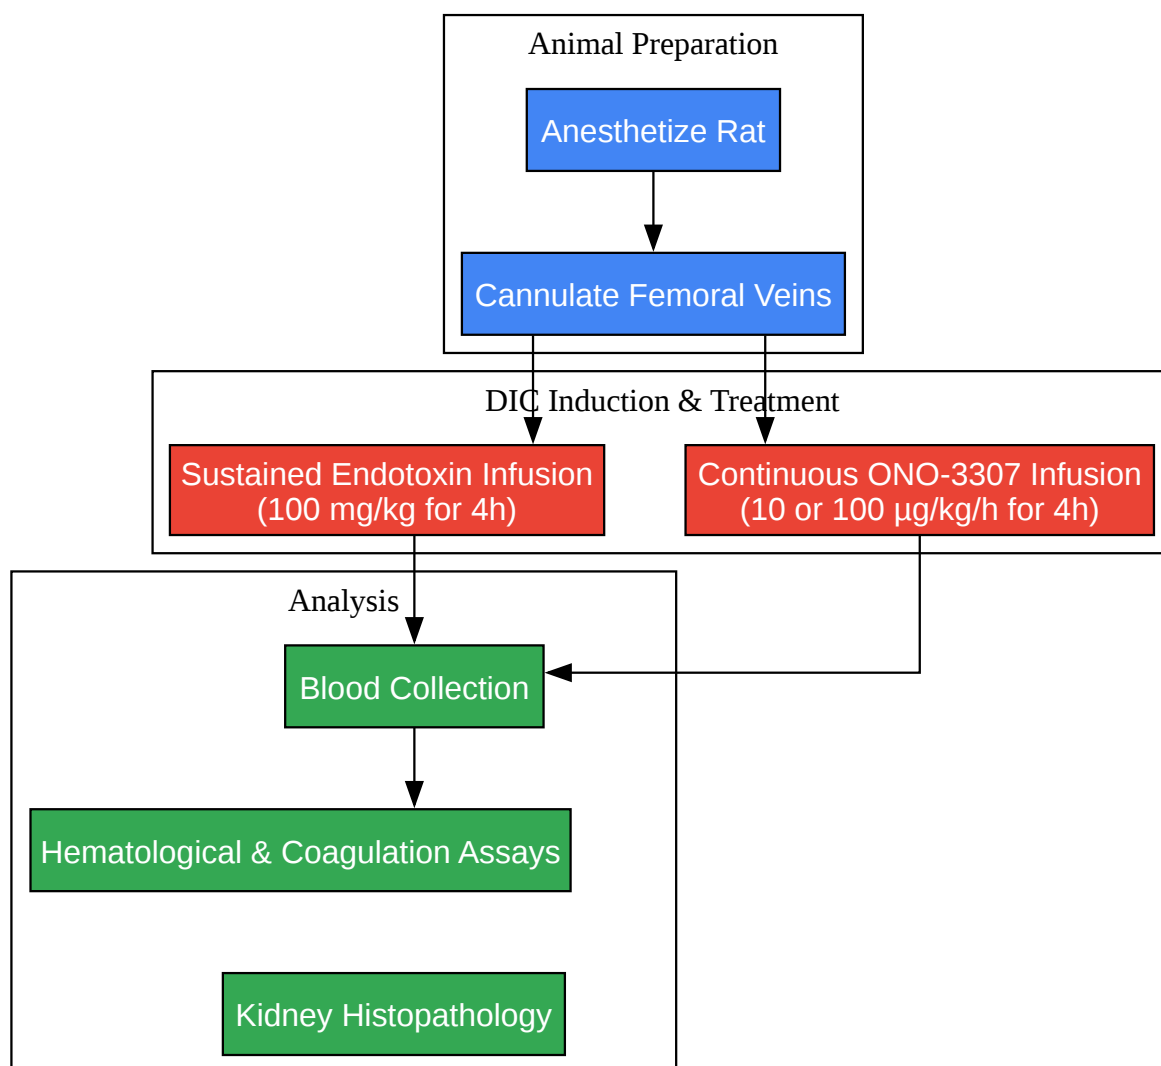 Animal Preparation
Anesthetize Rat
Cannulate Femoral Veins
DIC Induction & Treatment
Sustained Endotoxin Infusion
(100 mg/kg for 4h)
Continuous ONO-3307 Infusion
(10 or 100 µg/kg/h for 4h)
Analysis
Blood Collection
Hematological & Coagulation Assays
Kidney Histopathology